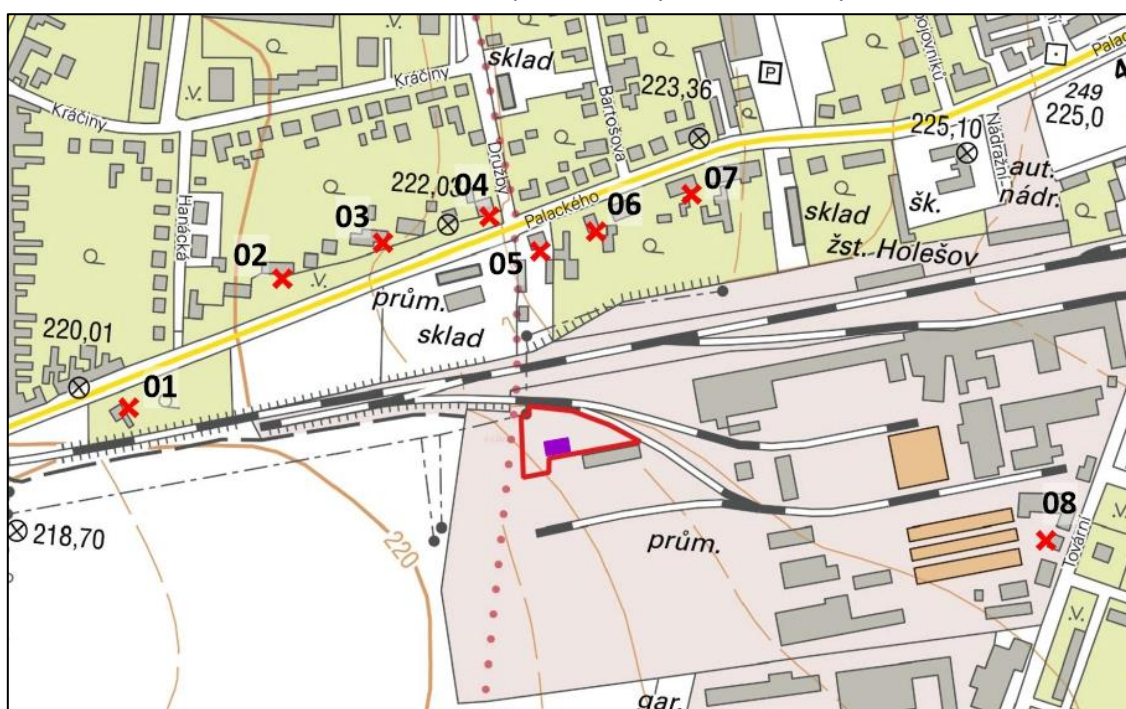 sklad
Kráčiny
Kráčiny
.V.
223,36
P
Bartošova
Družby
Palackého
Hanácká
222,03
04
03
02
07
06
05
.V.
225,10
249
225,0
4
Nádražní
aut.
nádr.
šk.
sklad
žst. Holešov
prům.
sklad
220,01
01
218,70
220
prům.
08
Tovární
.V.
.V.
gar.